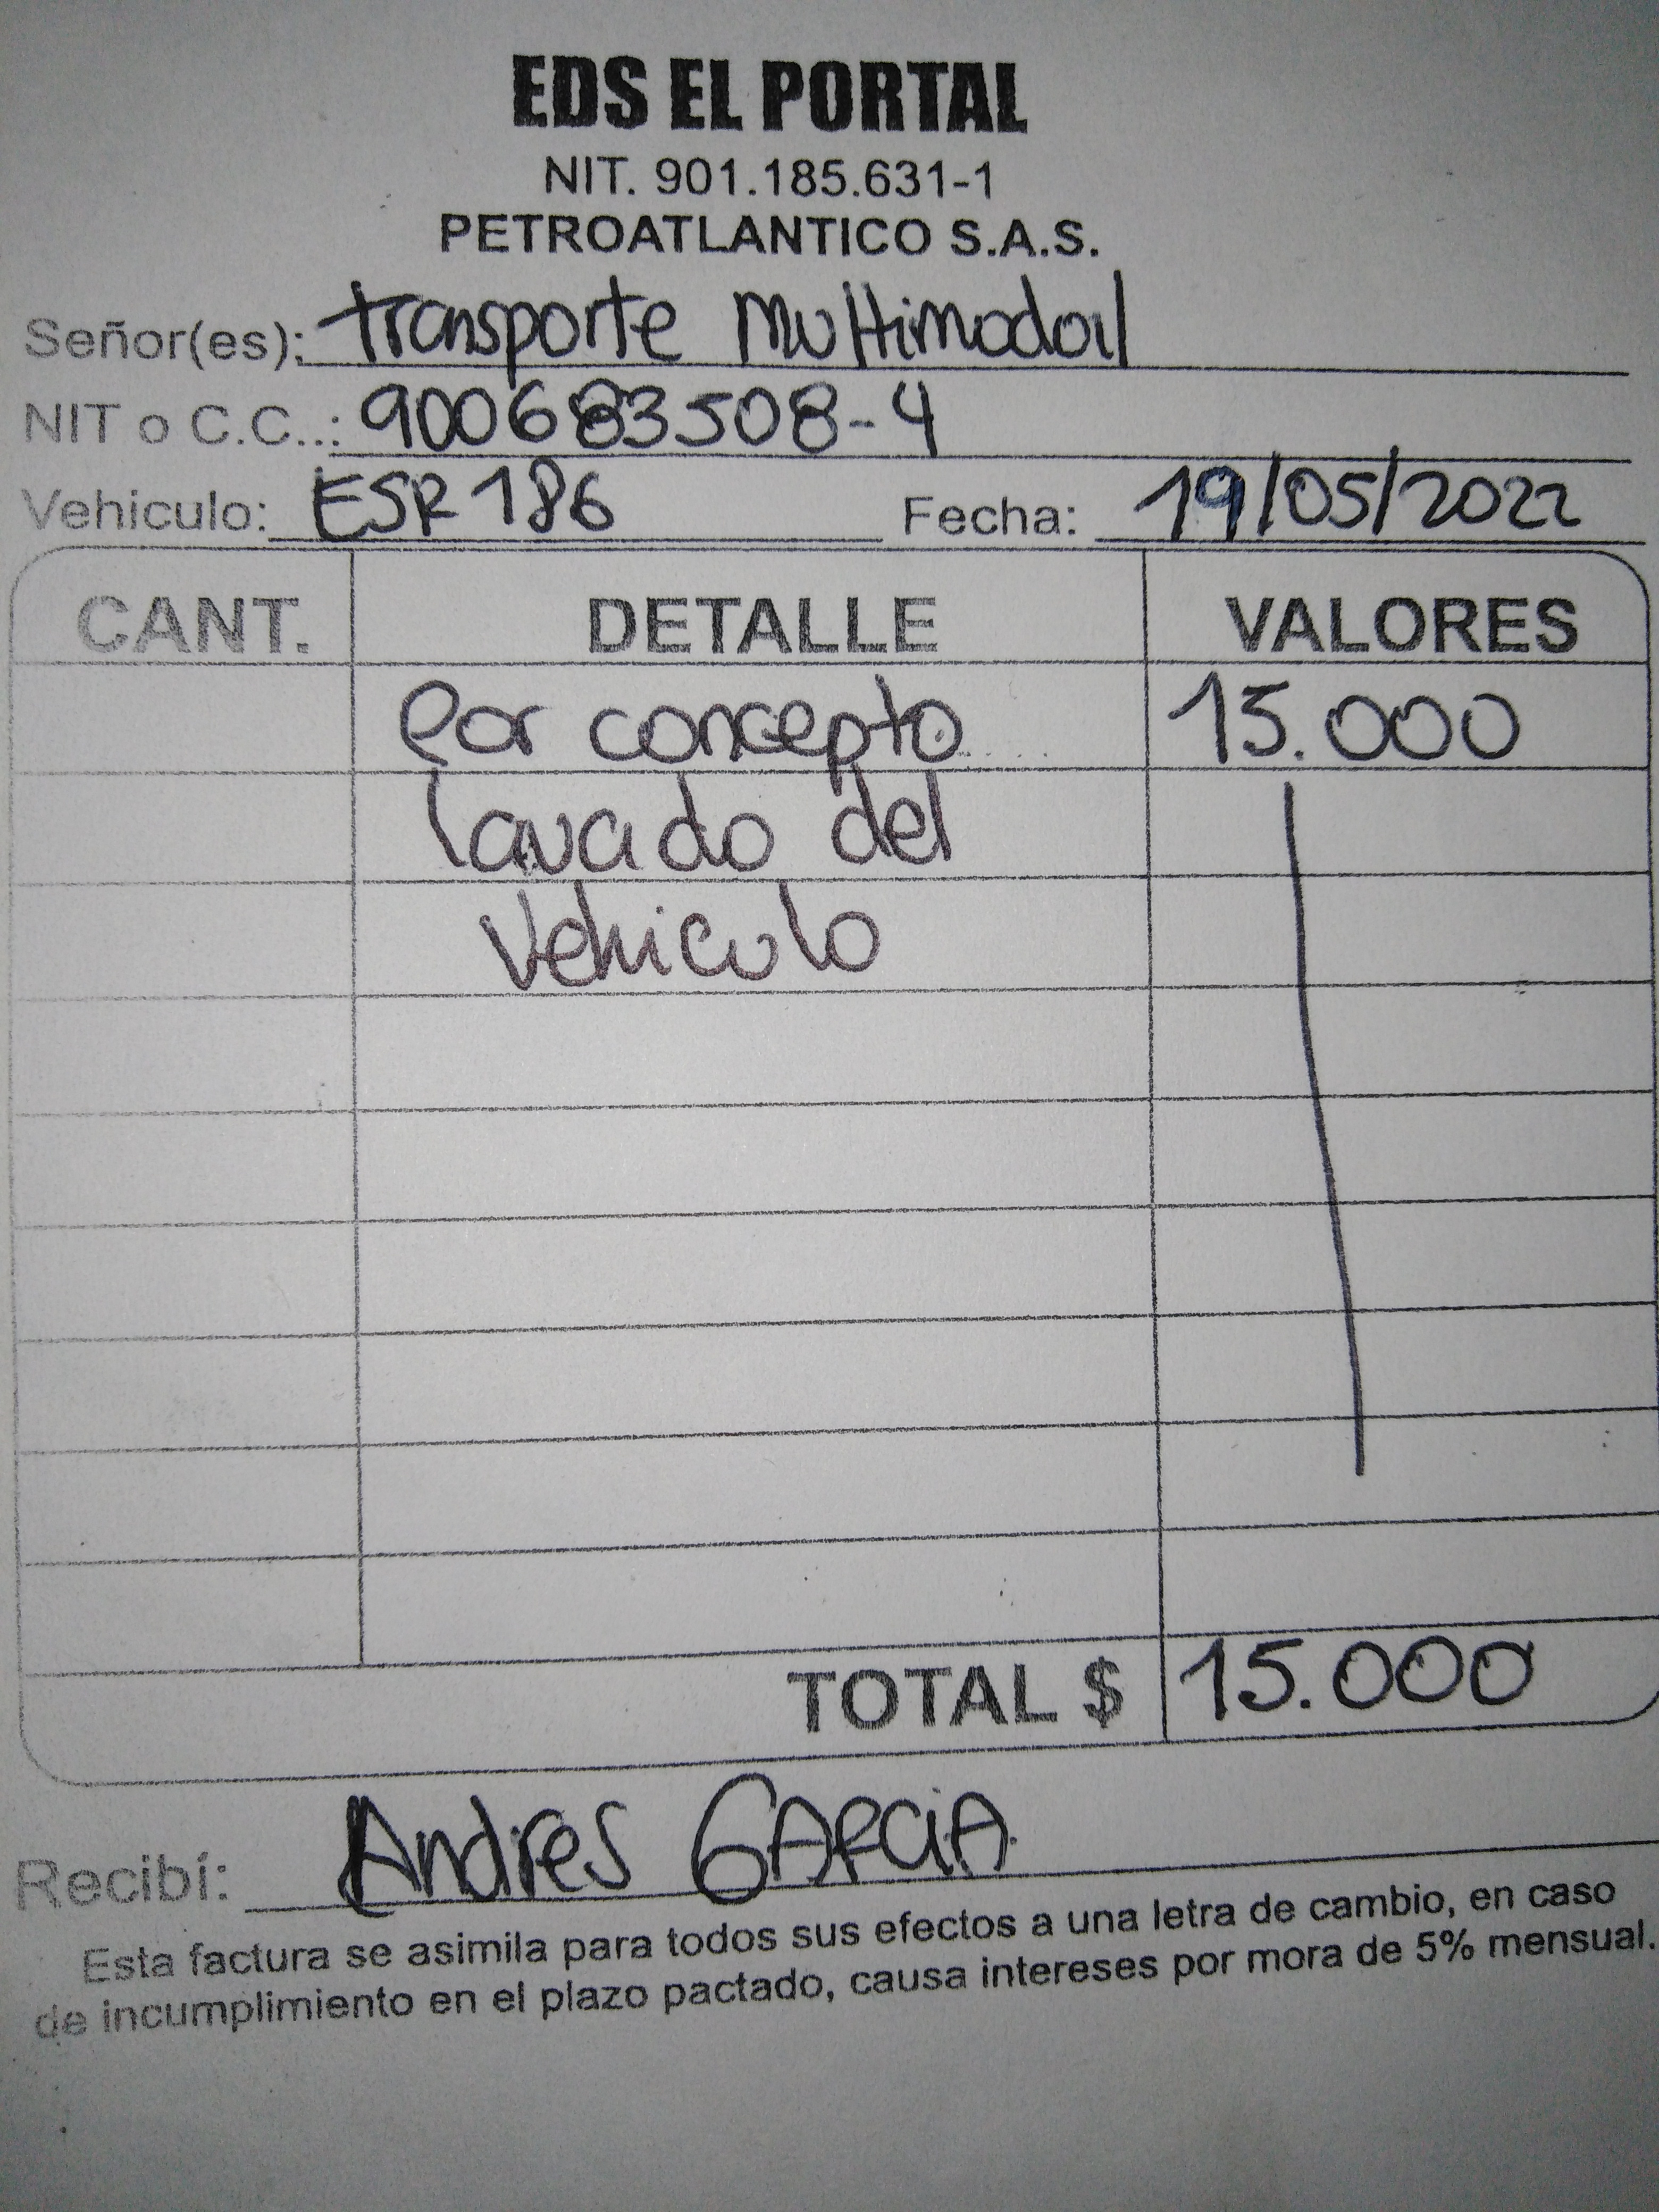 EDS EL PORTAL
NIT. 901.185.631-1
PETROATLANTICO S.A.S.
Señor(es): transporte Multimodal
NIT o C.C..: 900683508-4
Vehiculo: ESR 186 Fecha: 19/05/2022
CANT. DETALLE VALORES
Por concepto 15.000
lavado del
Vehiculo
TOTAL $ 15.000
Recibí: Andres GARCIA
Esta factura se asimila para todos sus efectos a una letra de cambio, en caso
de incumplimiento en el plazo pactado, causa intereses por mora de 5% mensual.